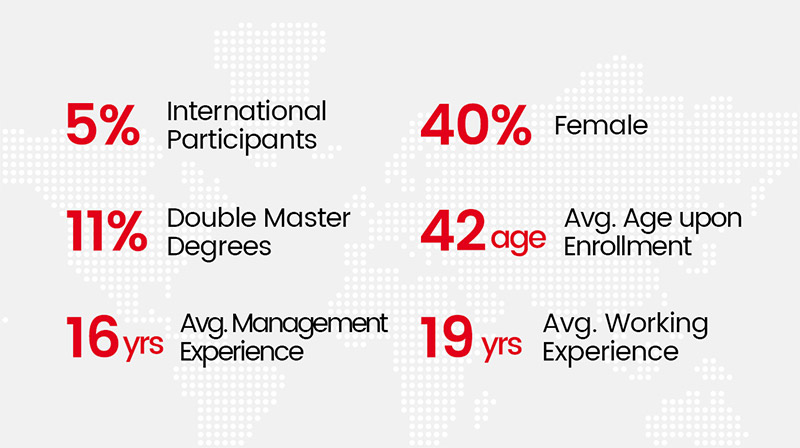 5% International
Participants
40% Female
11% Double Master
Degrees
42 age Avg. Age upon
Enrollment
16 yrs Avg. Management
Experience
19 yrs Avg. Working
Experience